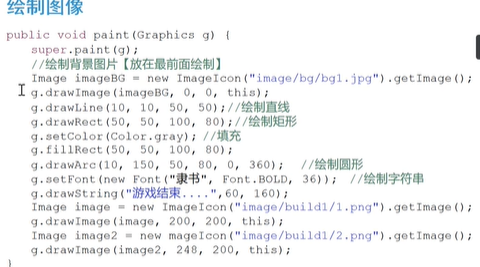 绘制图像
public void paint(Graphics g) {
super.paint(g);
//绘制背景图片【放在最前面绘制】
Image imageBG = new ImageIcon("image/bg/bg1.jpg").getImage();
g.drawImage(imageBG, 0, 0, this);
g.drawLine(10, 10, 50, 50);//绘制直线
g.drawRect(50, 50, 100, 80);//绘制矩形
g.setColor(Color.gray); //填充
g.fillRect(50, 50, 100, 80);
g.drawArc(10, 150, 50, 80, 0, 360); //绘制圆形
g.setFont(new Font("隶书", Font.BOLD, 36)); //绘制字符串
g.drawString("游戏结束....",60, 160);
Image image = new ImageIcon("image/build1/1.png").getImage();
g.drawImage(image, 200, 200, this);
Image image2 = new mageIcon("image/build1/2.png").getImage();
g.drawImage(image2, 248, 200, this);
}